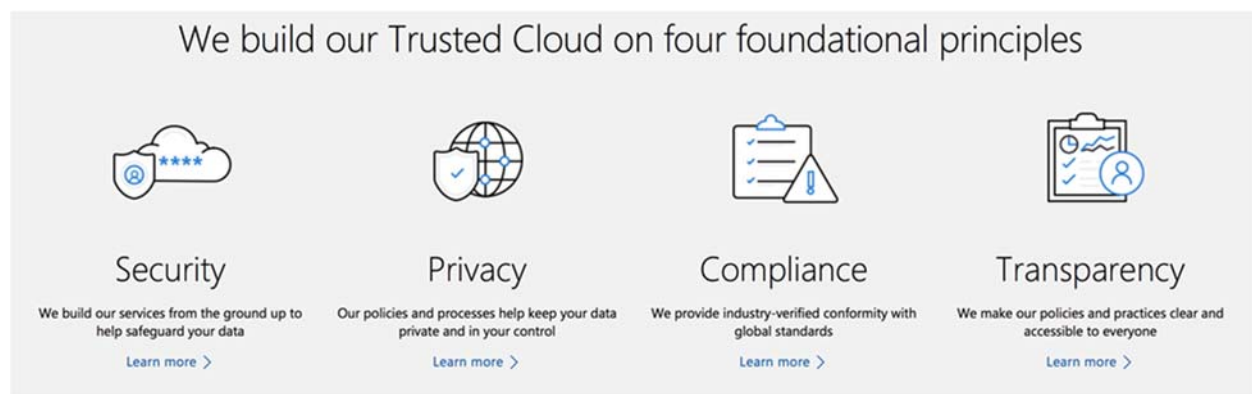 We build our Trusted Cloud on four foundational principles
****
Security
We build our services from the ground up to
help safeguard your data
Learn more >
Privacy
Our policies and processes help keep your data
private and in your control
Learn more >
Compliance
We provide industry-verified conformity with
global standards
Learn more >
Transparency
We make our policies and practices clear and
accessible to everyone
Learn more >